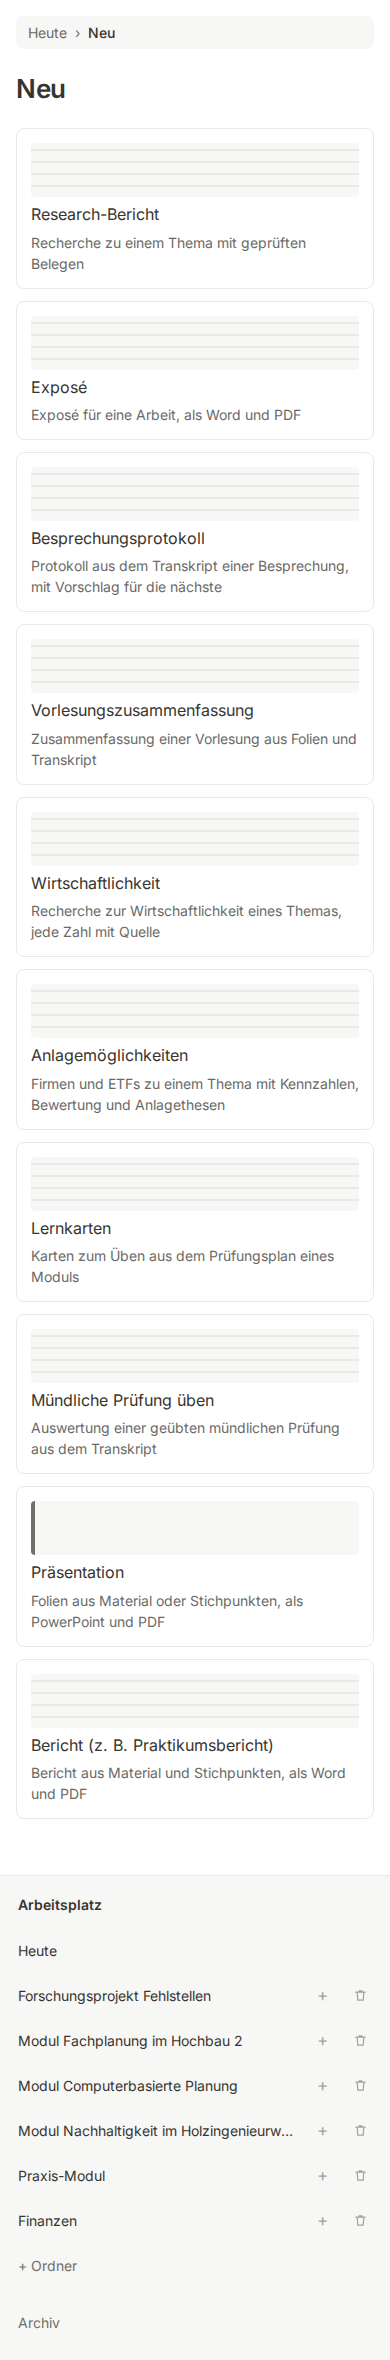 Heute › Neu
Neu
Research-Bericht
Recherche zu einem Thema mit geprüften
Belegen
Exposé
Exposé für eine Arbeit, als Word und PDF
Besprechungsprotokoll
Protokoll aus dem Transkript einer Besprechung,
mit Vorschlag für die nächste
Vorlesungszusammenfassung
Zusammenfassung einer Vorlesung aus Folien und
Transkript
Wirtschaftlichkeit
Recherche zur Wirtschaftlichkeit eines Themas,
jede Zahl mit Quelle
Anlagemöglichkeiten
Firmen und ETFs zu einem Thema mit Kennzahlen,
Bewertung und Anlagethesen
Lernkarten
Karten zum Üben aus dem Prüfungsplan eines
Moduls
Mündliche Prüfung üben
Auswertung einer geübten mündlichen Prüfung
aus dem Transkript
Präsentation
Folien aus Material oder Stichpunkten, als
PowerPoint und PDF
Bericht (z. B. Praktikumsbericht)
Bericht aus Material und Stichpunkten, als Word
und PDF
Arbeitsplatz
Heute
Forschungsprojekt Fehlstellen +
Modul Fachplanung im Hochbau 2 +
Modul Computerbasierte Planung +
Modul Nachhaltigkeit im Holzingenieurw... +
Praxis-Modul +
Finanzen +
+ Ordner
Archiv